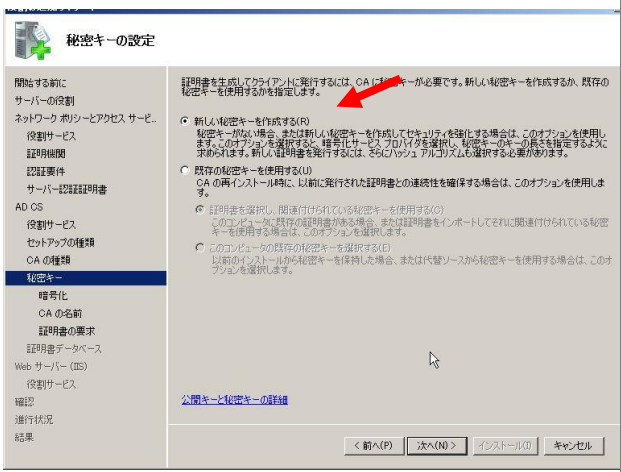 秘密キーの設定
開始する前に
サーバーの役割
ネットワーク ポリシーとアクセス サービ...
役割サービス
証明機関
認証要件
サーバー認証証明書
AD CS
役割サービス
セットアップの種類
CA の種類
秘密キー
暗号化
CA の名前
証明書の要求
証明書データベース
Web サーバー (IIS)
役割サービス
確認
進行状況
結果
証明書を生成してクライアントに発行するには、CA に秘密キーが必要です。新しい秘密キーを作成するか、既存の
秘密キーを使用するかを指定します。
新しい秘密キーを作成する(R)
秘密キーがない場合、または新しい秘密キーを作成してセキュリティを強化する場合は、このオプションを使用し
ます。このオプションを選択すると、暗号化サービス プロバイダを選択し、秘密キーのキーの長さを指定するように
求められます。新しい証明書を発行するには、さらにハッシュ アルゴリズムも選択する必要があります。
既存の秘密キーを使用する(U)
CA の再インストール時に、以前に発行された証明書との連続性を確保する場合は、このオプションを使用しま
す。
証明書を選択し、関連付けられている秘密キーを使用する(C)
このコンピュータに既存の証明書がある場合、または証明書をインポートしてそれに関連付けられている秘密
キーを使用する場合は、このオプションを選択します。
このコンピュータの既存の秘密キーを選択する(E)
以前のインストールから秘密キーを保持した場合、または代替ソースから秘密キーを使用する場合は、このオ
プションを選択します。
公開キーと秘密キーの詳細
< 前へ(P)
次へ(N) >
インストール(I)
キャンセル